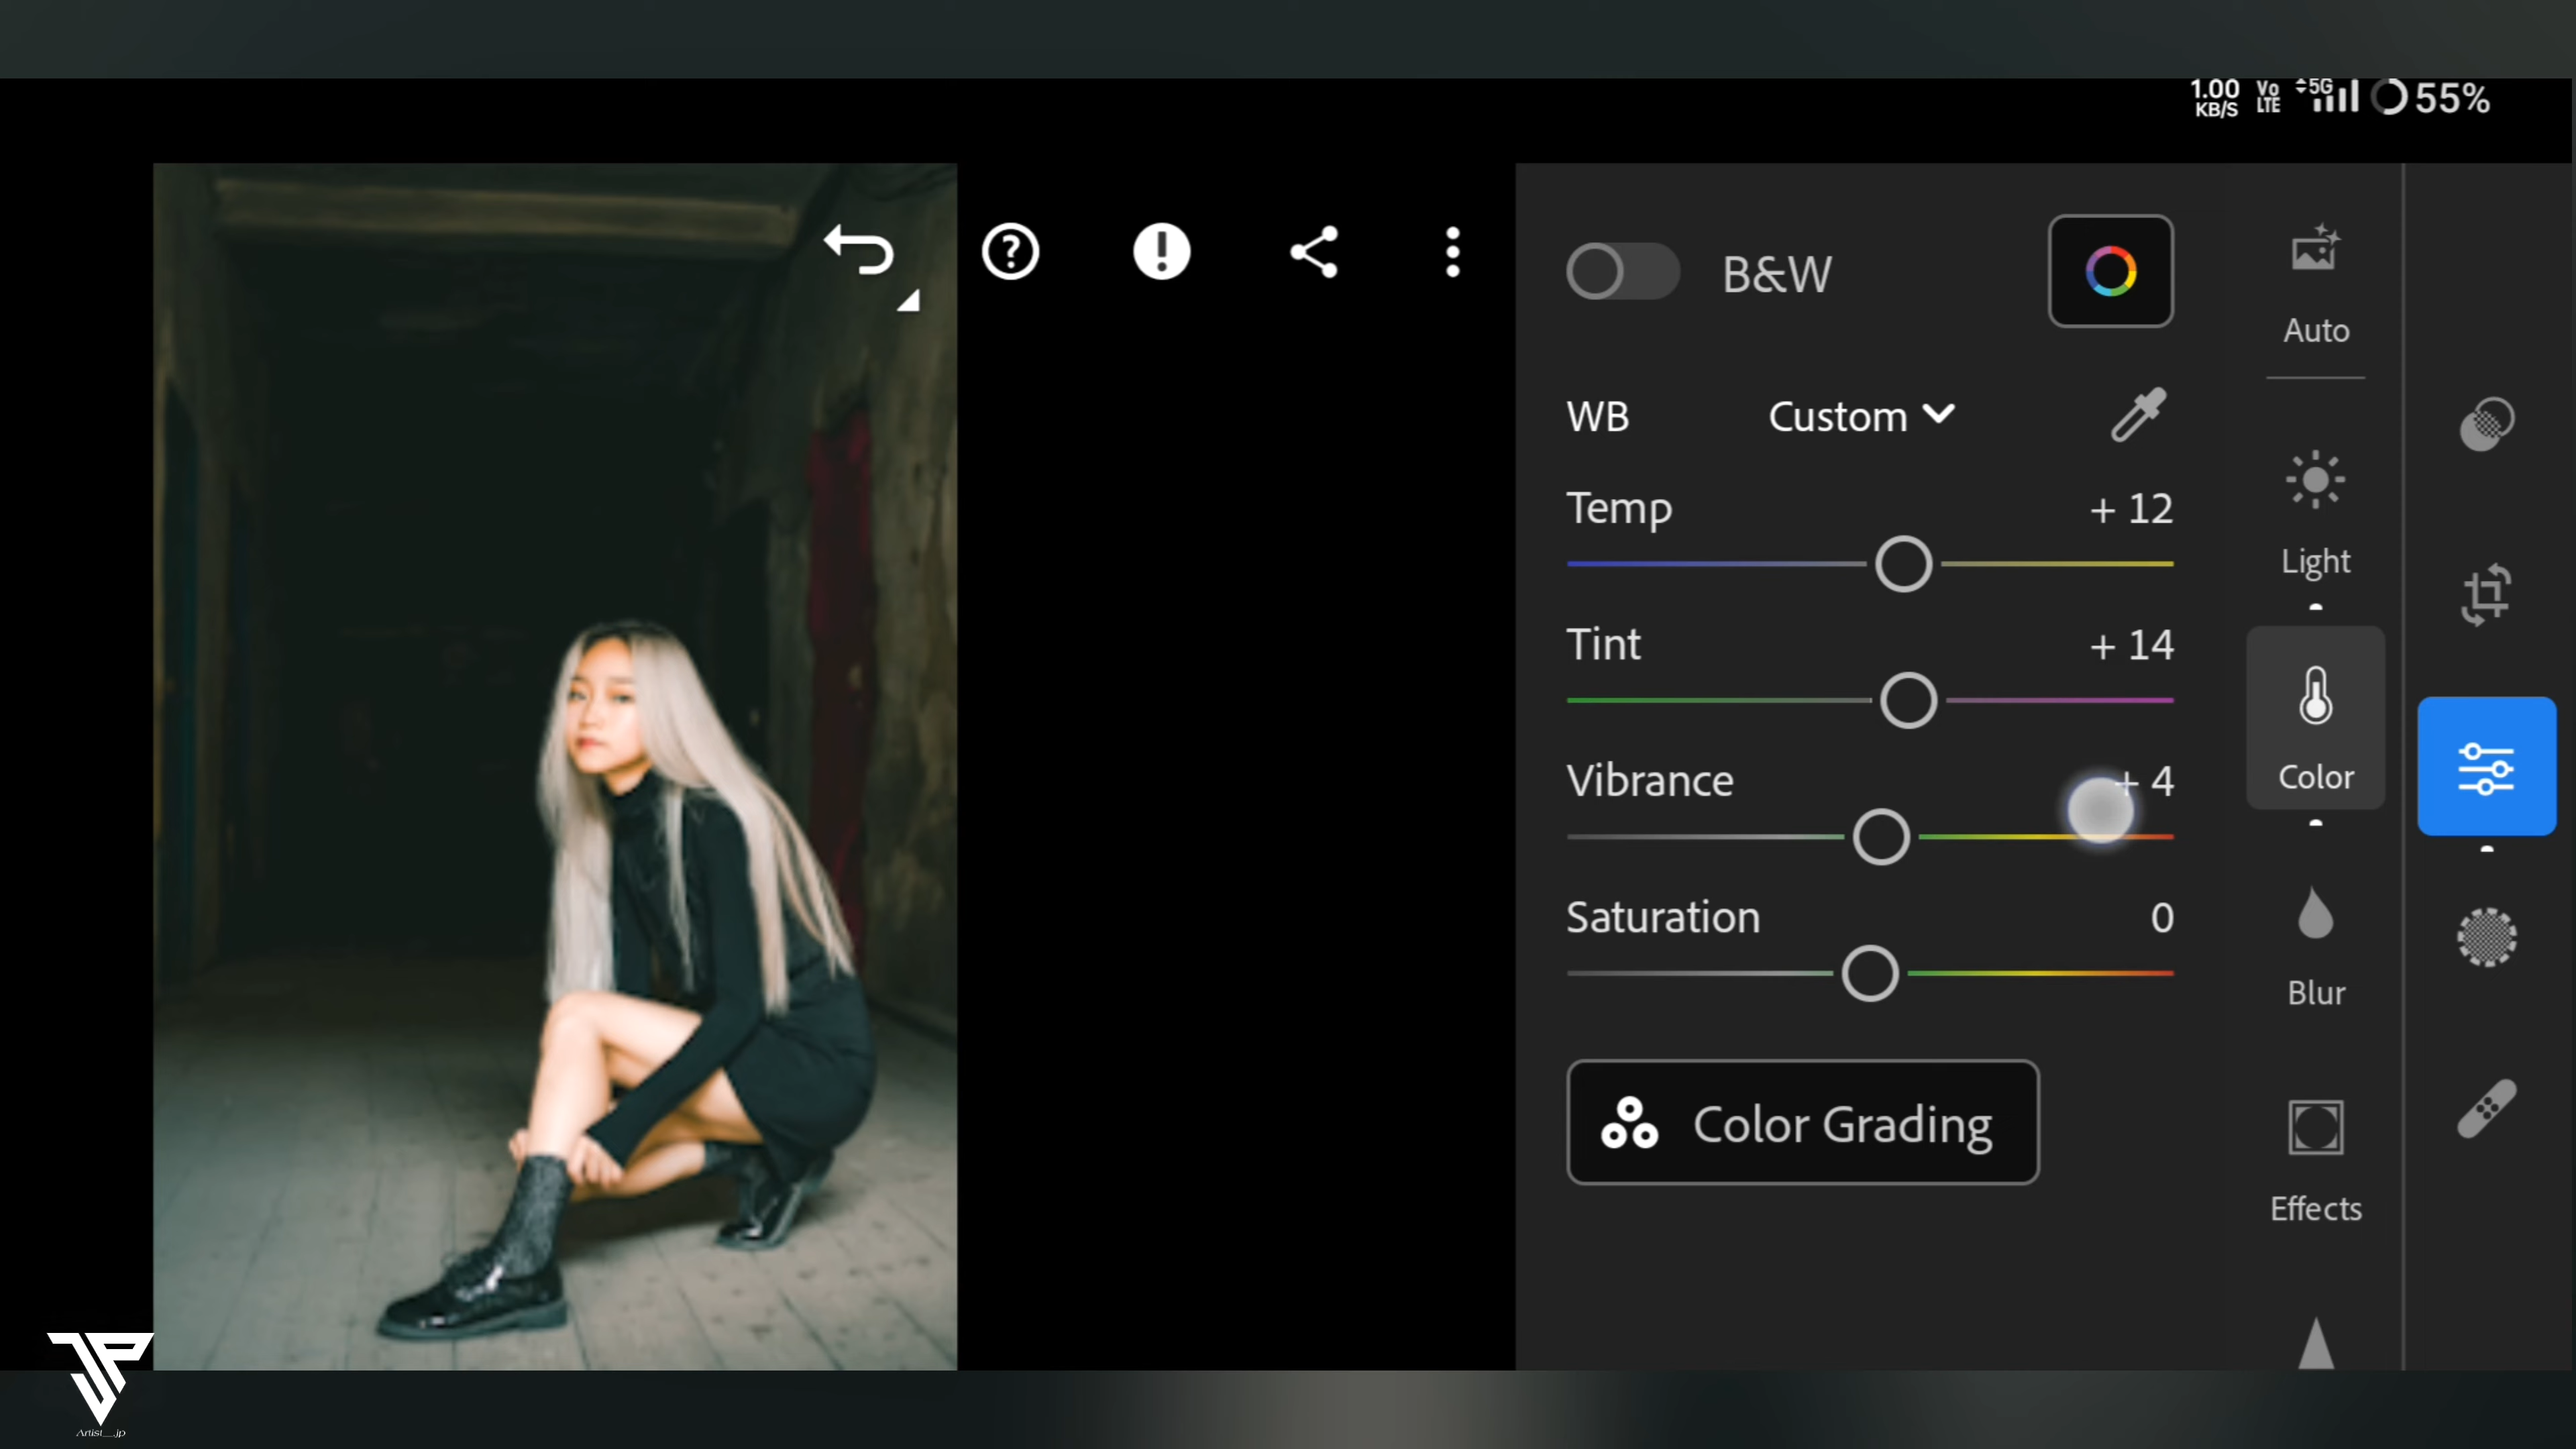 1.00
KB/S
Vo
LTE
5G
55%
B&W
Auto
WB
Custom
Temp
+ 12
Light
Tint
+ 14
Vibrance
+ 4
Color
Saturation
0
Blur
Color Grading
Effects
Artist__jp